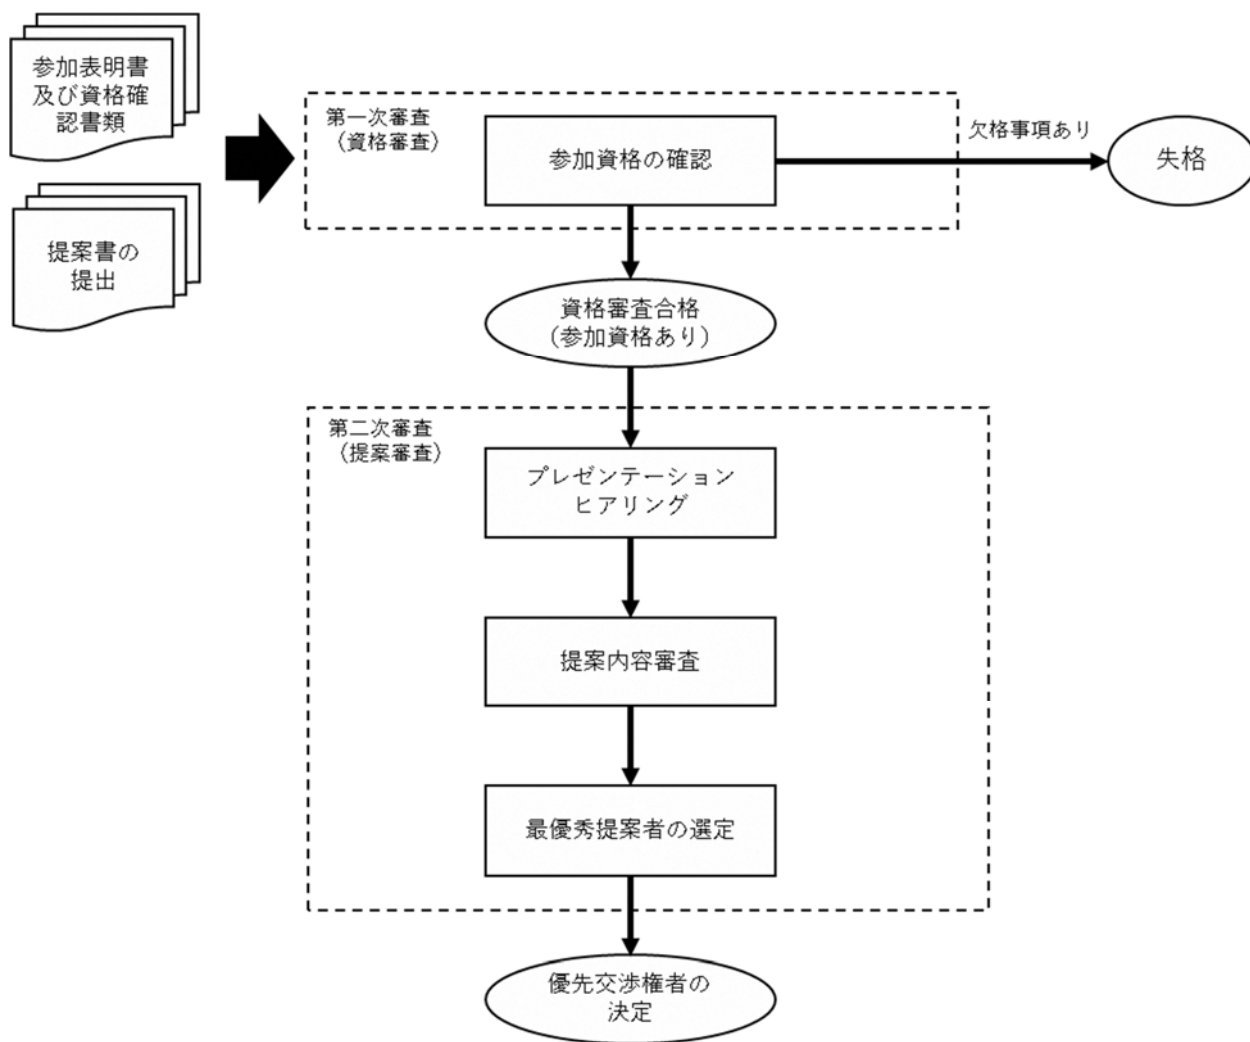 参加表明書
及び資格確
認書類
提案書の
提出
第一次審査
（資格審査）
参加資格の確認
欠格事項あり
失格
資格審査合格
（参加資格あり）
第二次審査
（提案審査）
プレゼンテーション
ヒアリング
提案内容審査
最優秀提案者の選定
優先交渉権者の
決定